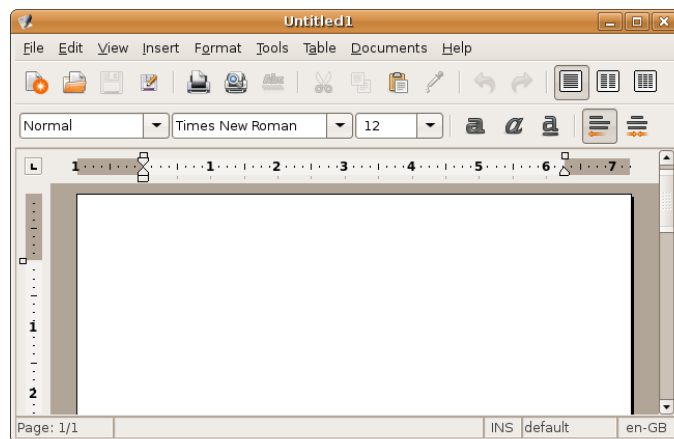 Untitled1
File Edit View Insert Format Tools Table Documents Help
Abc
Normal Times New Roman 12 a a a
L 1 1 2 3 4 5 6 7
1
2
Page: 1/1 INS default en-GB